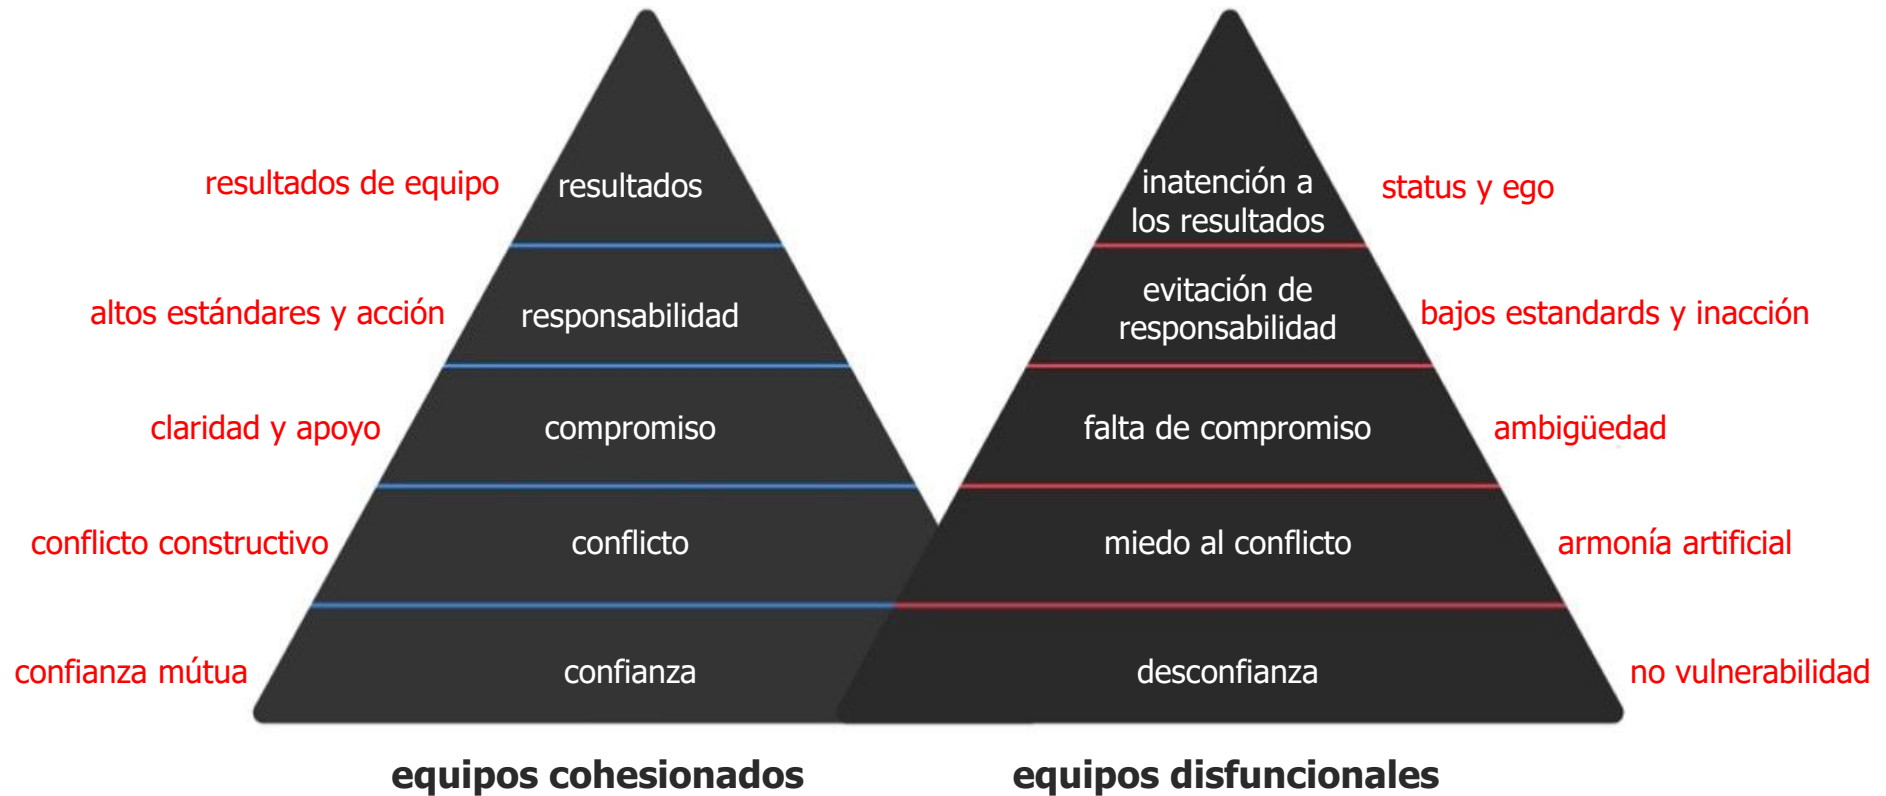 resultados de equipo
resultados
inatención a
los resultados
status y ego
altos estándares y acción
responsabilidad
evitación de
responsabilidad
bajos estandards y inacción
claridad y apoyo
compromiso
falta de compromiso
ambigüedad
conflicto constructivo
conflicto
miedo al conflicto
armonía artificial
confianza mútua
confianza
desconfianza
no vulnerabilidad
equipos cohesionados
equipos disfuncionales